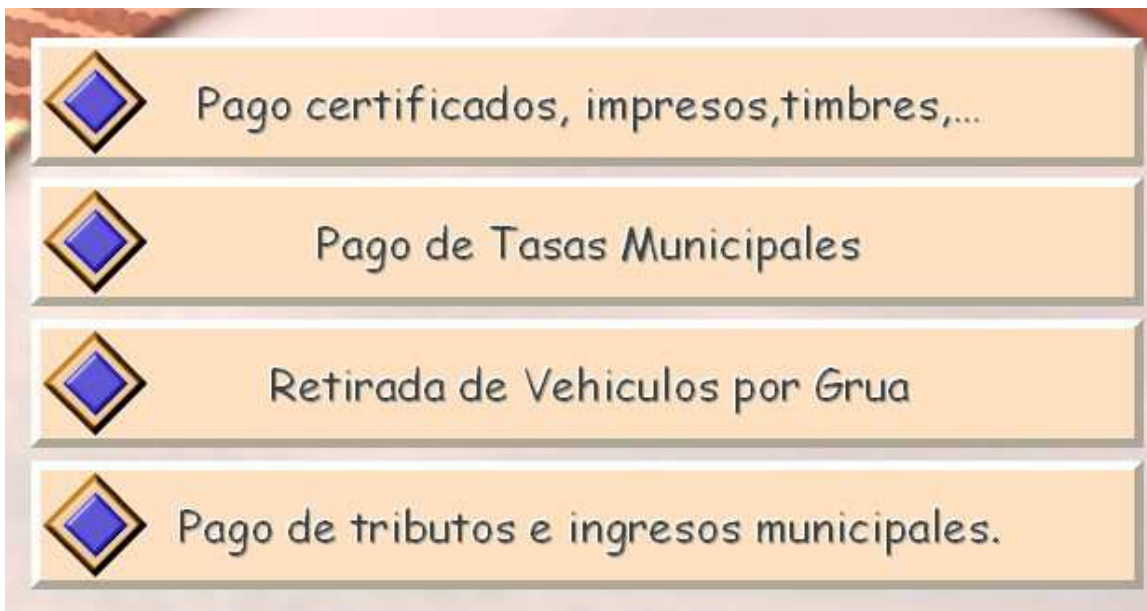 Pago certificados, impresos,timbres,...
Pago de Tasas Municipales
Retirada de Vehiculos por Grua
Pago de tributos e ingresos municipales.